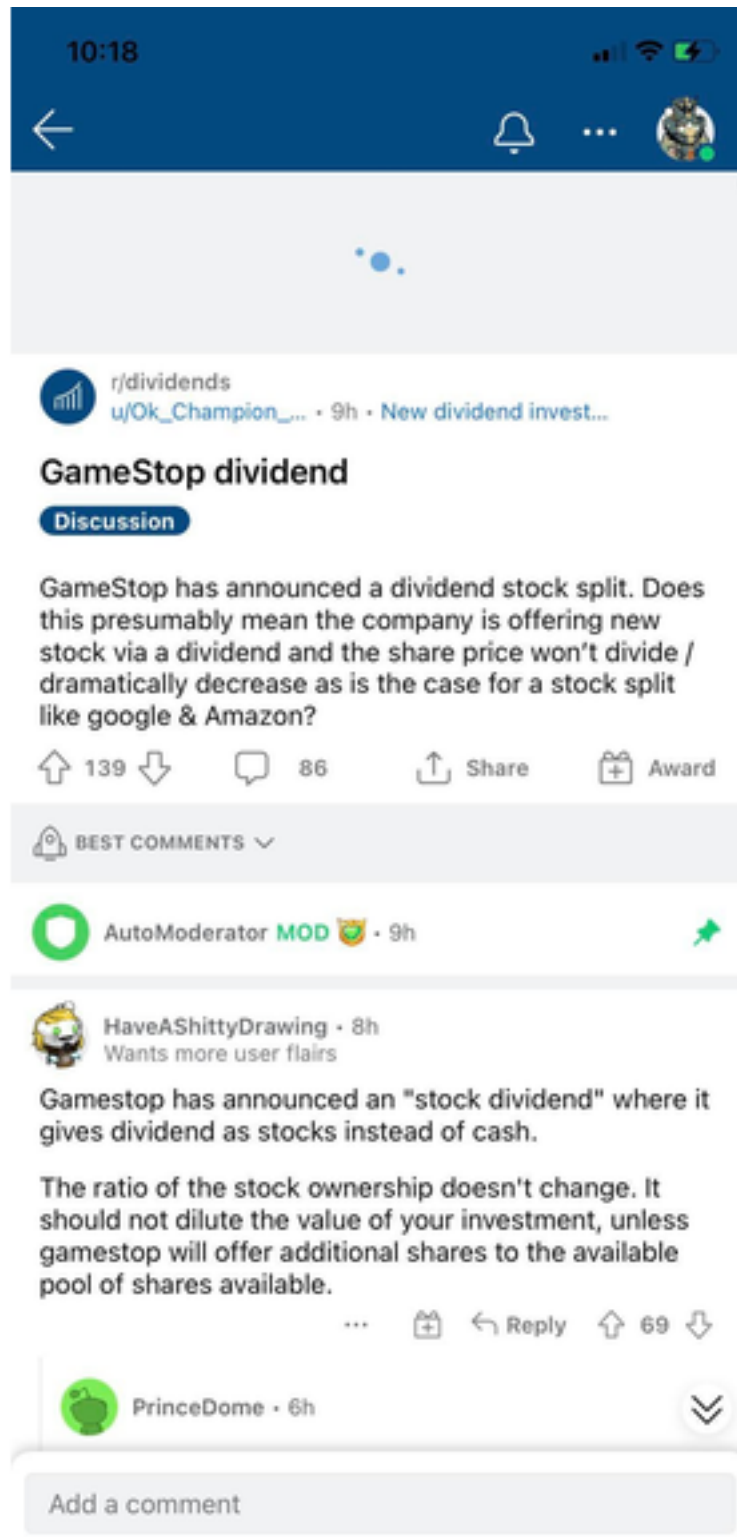 10:18
r/dividends
u/Ok_Champion_... • 9h • New dividend invest...
GameStop dividend
Discussion
GameStop has announced a dividend stock split. Does
this presumably mean the company is offering new
stock via a dividend and the share price won't divide /
dramatically decrease as is the case for a stock split
like google & Amazon?
139 86 Share Award
BEST COMMENTS
AutoModerator MOD • 9h
HaveAShittyDrawing • 8h
Wants more user flairs
Gamestop has announced an "stock dividend" where it
gives dividend as stocks instead of cash.
The ratio of the stock ownership doesn't change. It
should not dilute the value of your investment, unless
gamestop will offer additional shares to the available
pool of shares available.
... Reply 69
PrinceDome • 6h
Add a comment